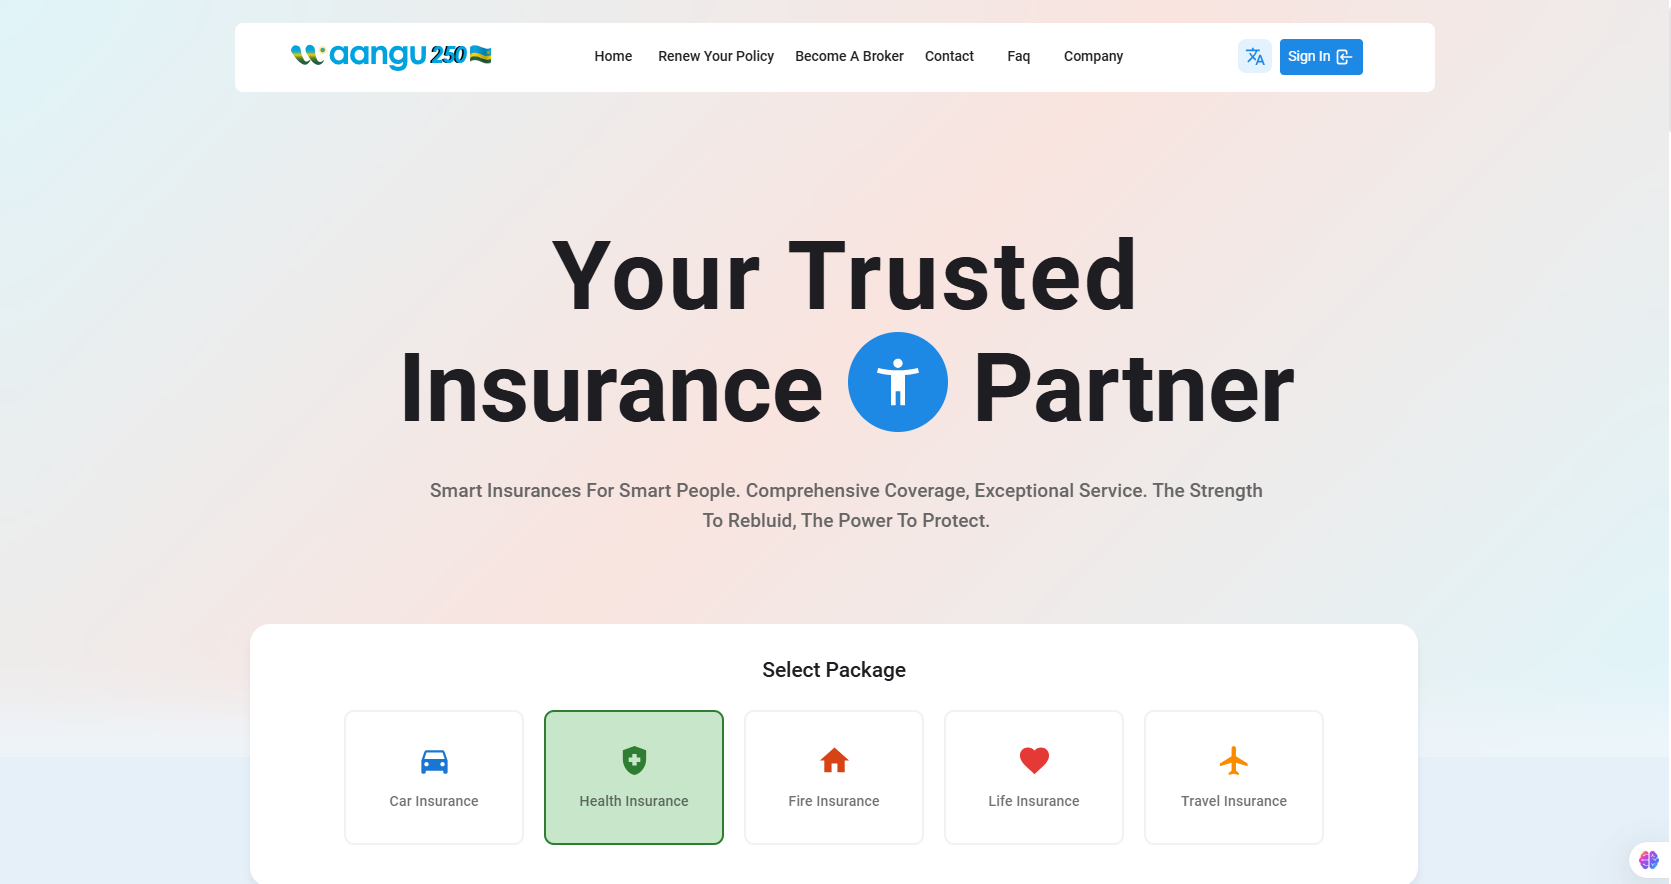 waangu 250
Home Renew Your Policy Become A Broker Contact Faq Company
Sign In
Your Trusted
Insurance Partner
Smart Insurances For Smart People. Comprehensive Coverage, Exceptional Service. The Strength
To Rebluid, The Power To Protect.
Select Package
Car Insurance Health Insurance Fire Insurance Life Insurance Travel Insurance